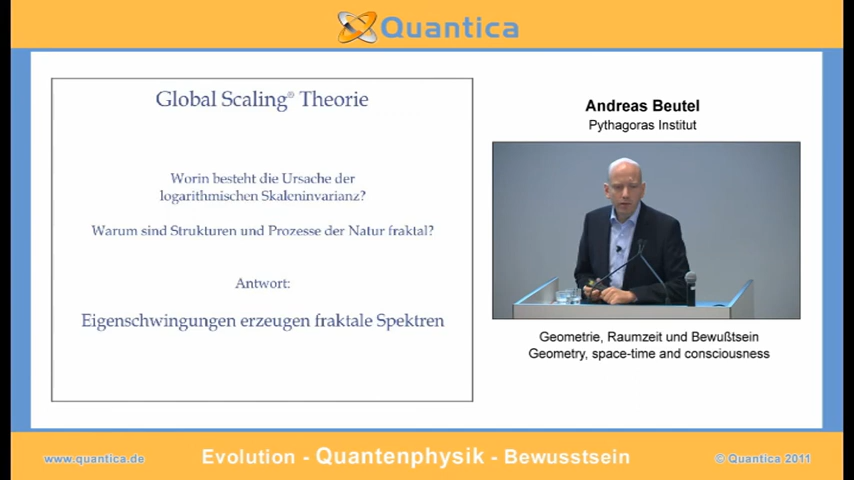 Quantica
Global Scaling® Theorie
Worin besteht die Ursache der
logarithmischen Skaleninvarianz?
Warum sind Strukturen und Prozesse der Natur fraktal?
Antwort:
Eigenschwingungen erzeugen fraktale Spektren
Andreas Beutel
Pythagoras Institut
Geometrie, Raumzeit und Bewußtsein
Geometry, space-time and consciousness
www.quantica.de
Evolution - Quantenphysik - Bewusstsein
© Quantica 2011